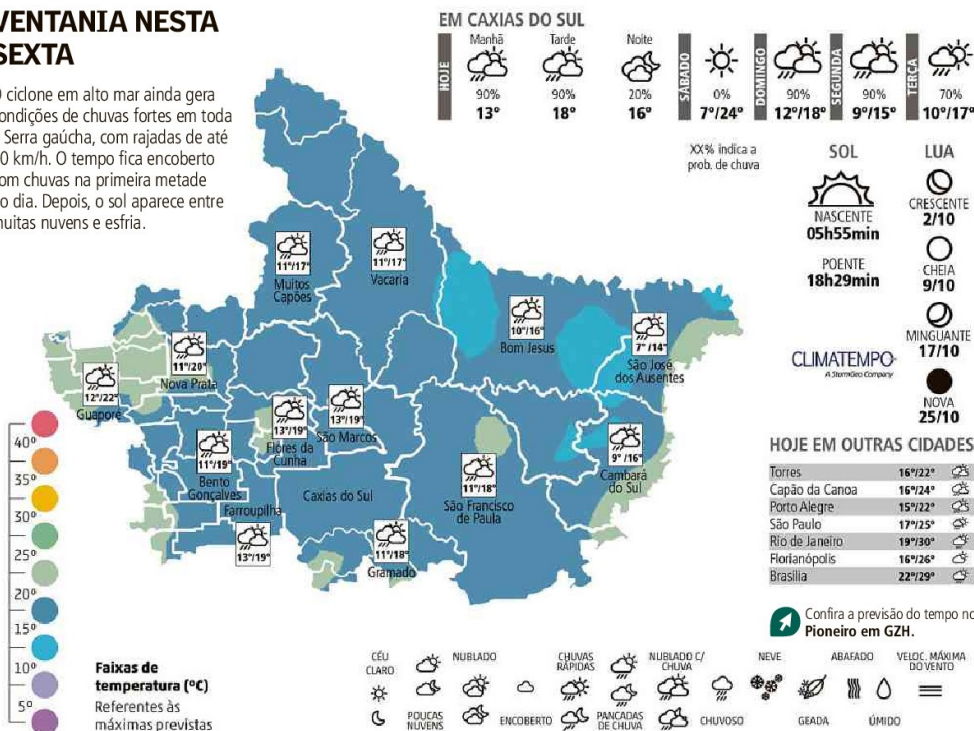 VENTANIA NESTA
SEXTA
ciclone em alto mar ainda gera
condições de chuvas fortes em toda
Serra gaúcha, com rajadas de até
km/h. O tempo fica encoberto
com chuvas na primeira metade
do dia. Depois, o sol aparece entre
muitas nuvens e esfria.
EM CAXIAS DO SUL
HOJE
Manhã
90%
13°
Tarde
90%
18°
Noite
20%
16°
SÁBADO
0%
7°/24°
DOMINGO
90%
12°/18°
SEGUNDA
90%
9°/15°
TERÇA
70%
10°/17°
XX% indica a
prob. de chuva
SOL
NASCENTE
05h55min
POENTE
18h29min
LUA
CRESCENTE
2/10
CHEIA
9/10
MINGUANTE
17/10
NOVA
25/10
CLIMATEMPO
A StormGeo Company
11°/17°
Muitos
Capões
11°/17°
Vacaria
10°/16°
Bom Jesus
7°/14°
São José
dos Ausentes
11°/20°
Nova Prata
12°/22°
Guaporé
13°/19°
Flores da
Cunha
13°/19°
São Marcos
11°/19°
Bento
Gonçalves
Caxias do Sul
Farroupilha
13°/19°
11°/18°
Gramado
11°/18°
São Francisco
de Paula
9°/16°
Cambará
do Sul
HOJE EM OUTRAS CIDADES
Torres 16°/22°
Capão da Canoa 16°/24°
Porto Alegre 15°/22°
São Paulo 17°/25°
Rio de Janeiro 19°/30°
Florianópolis 16°/26°
Brasília 22°/29°
Confira a previsão do tempo no
Pioneiro em GZH.
40°
35°
30°
25°
20°
15°
10°
5°
Faixas de
temperatura (°C)
Referentes às
máximas previstas
CÉU
CLARO
POUCAS
NUVENS
NUBLADO
ENCOBERTO
CHUVAS
RÁPIDAS
PANCADAS
DE CHUVA
NUBLADO C/
CHUVA
CHUVOSO
NEVE
GEADA
ABAFADO
ÚMIDO
VELOC. MÁXIMA
DO VENTO